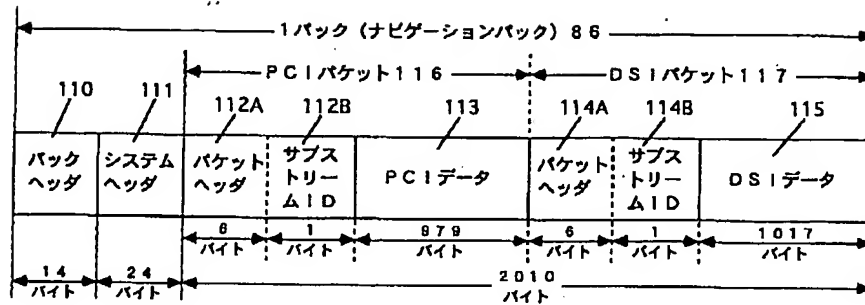 1パック(ナビゲーションパック)86
PCIパケット116
DSIパケット117
110
111
112A
112B
113
114A
114B
115
パック
ヘッダ
システム
ヘッダ
パケット
ヘッダ
サブス
トリー
ムID
PCIデータ
パケット
ヘッダ
サブス
トリー
ムID
DSIデータ
6
バイト
1
バイト
979
バイト
6
バイト
1
バイト
1017
バイト
14
バイト
24
バイト
2010
バイト